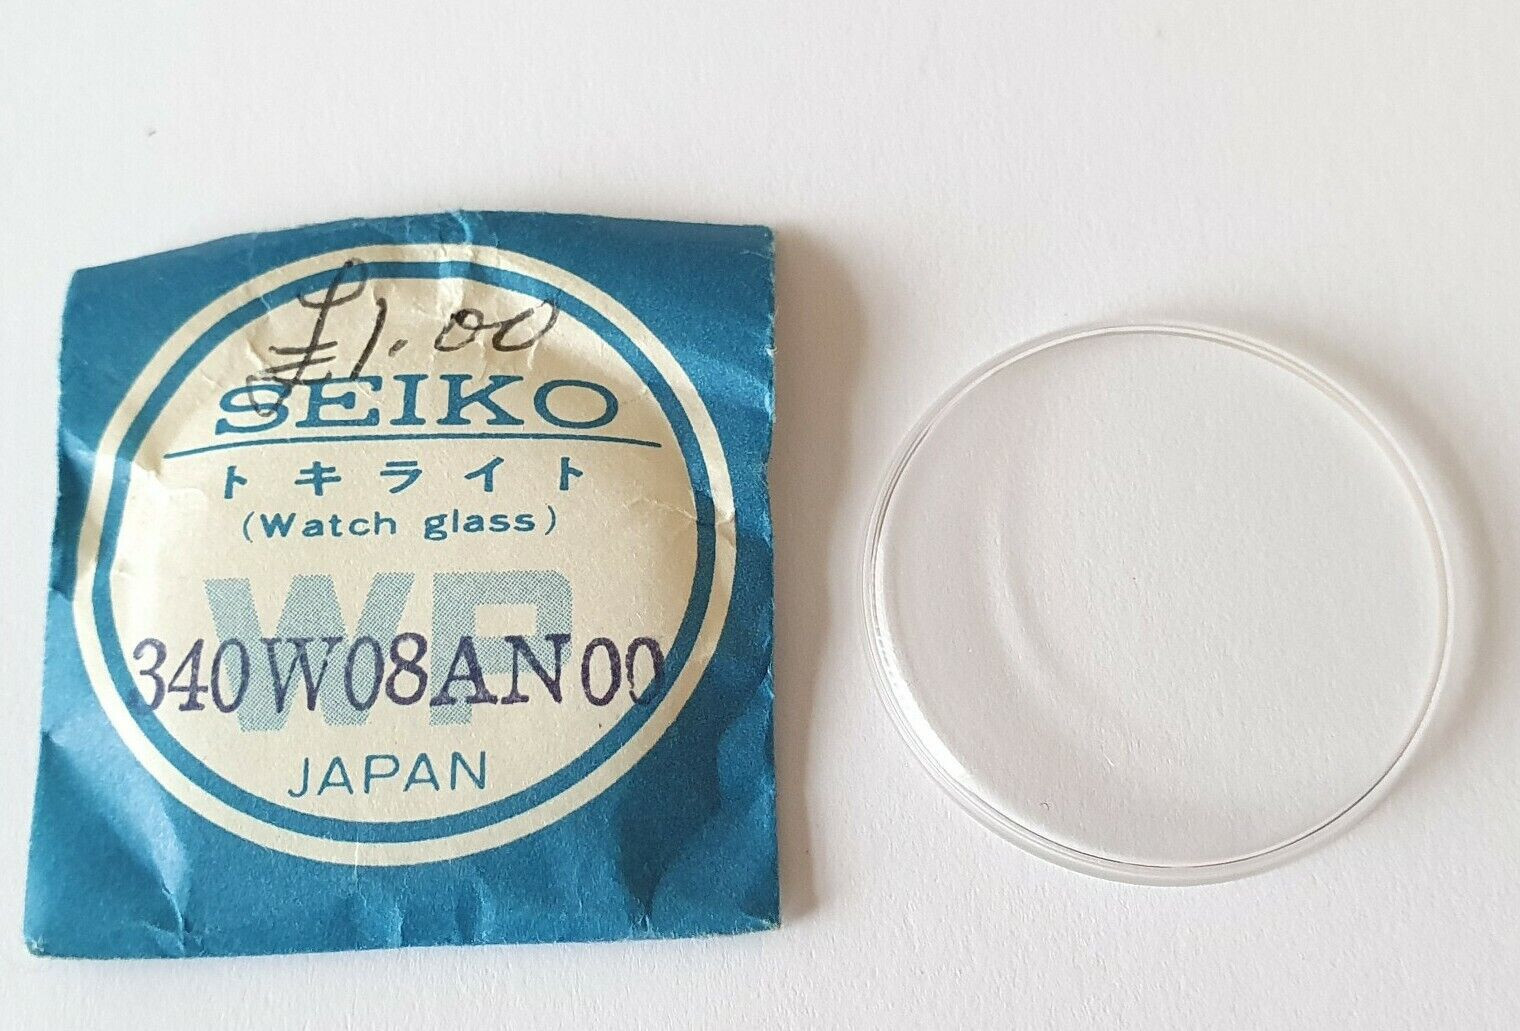 £1.00
SEIKO
トキライト
(Watch glass)
WP
340W08AN00
JAPAN